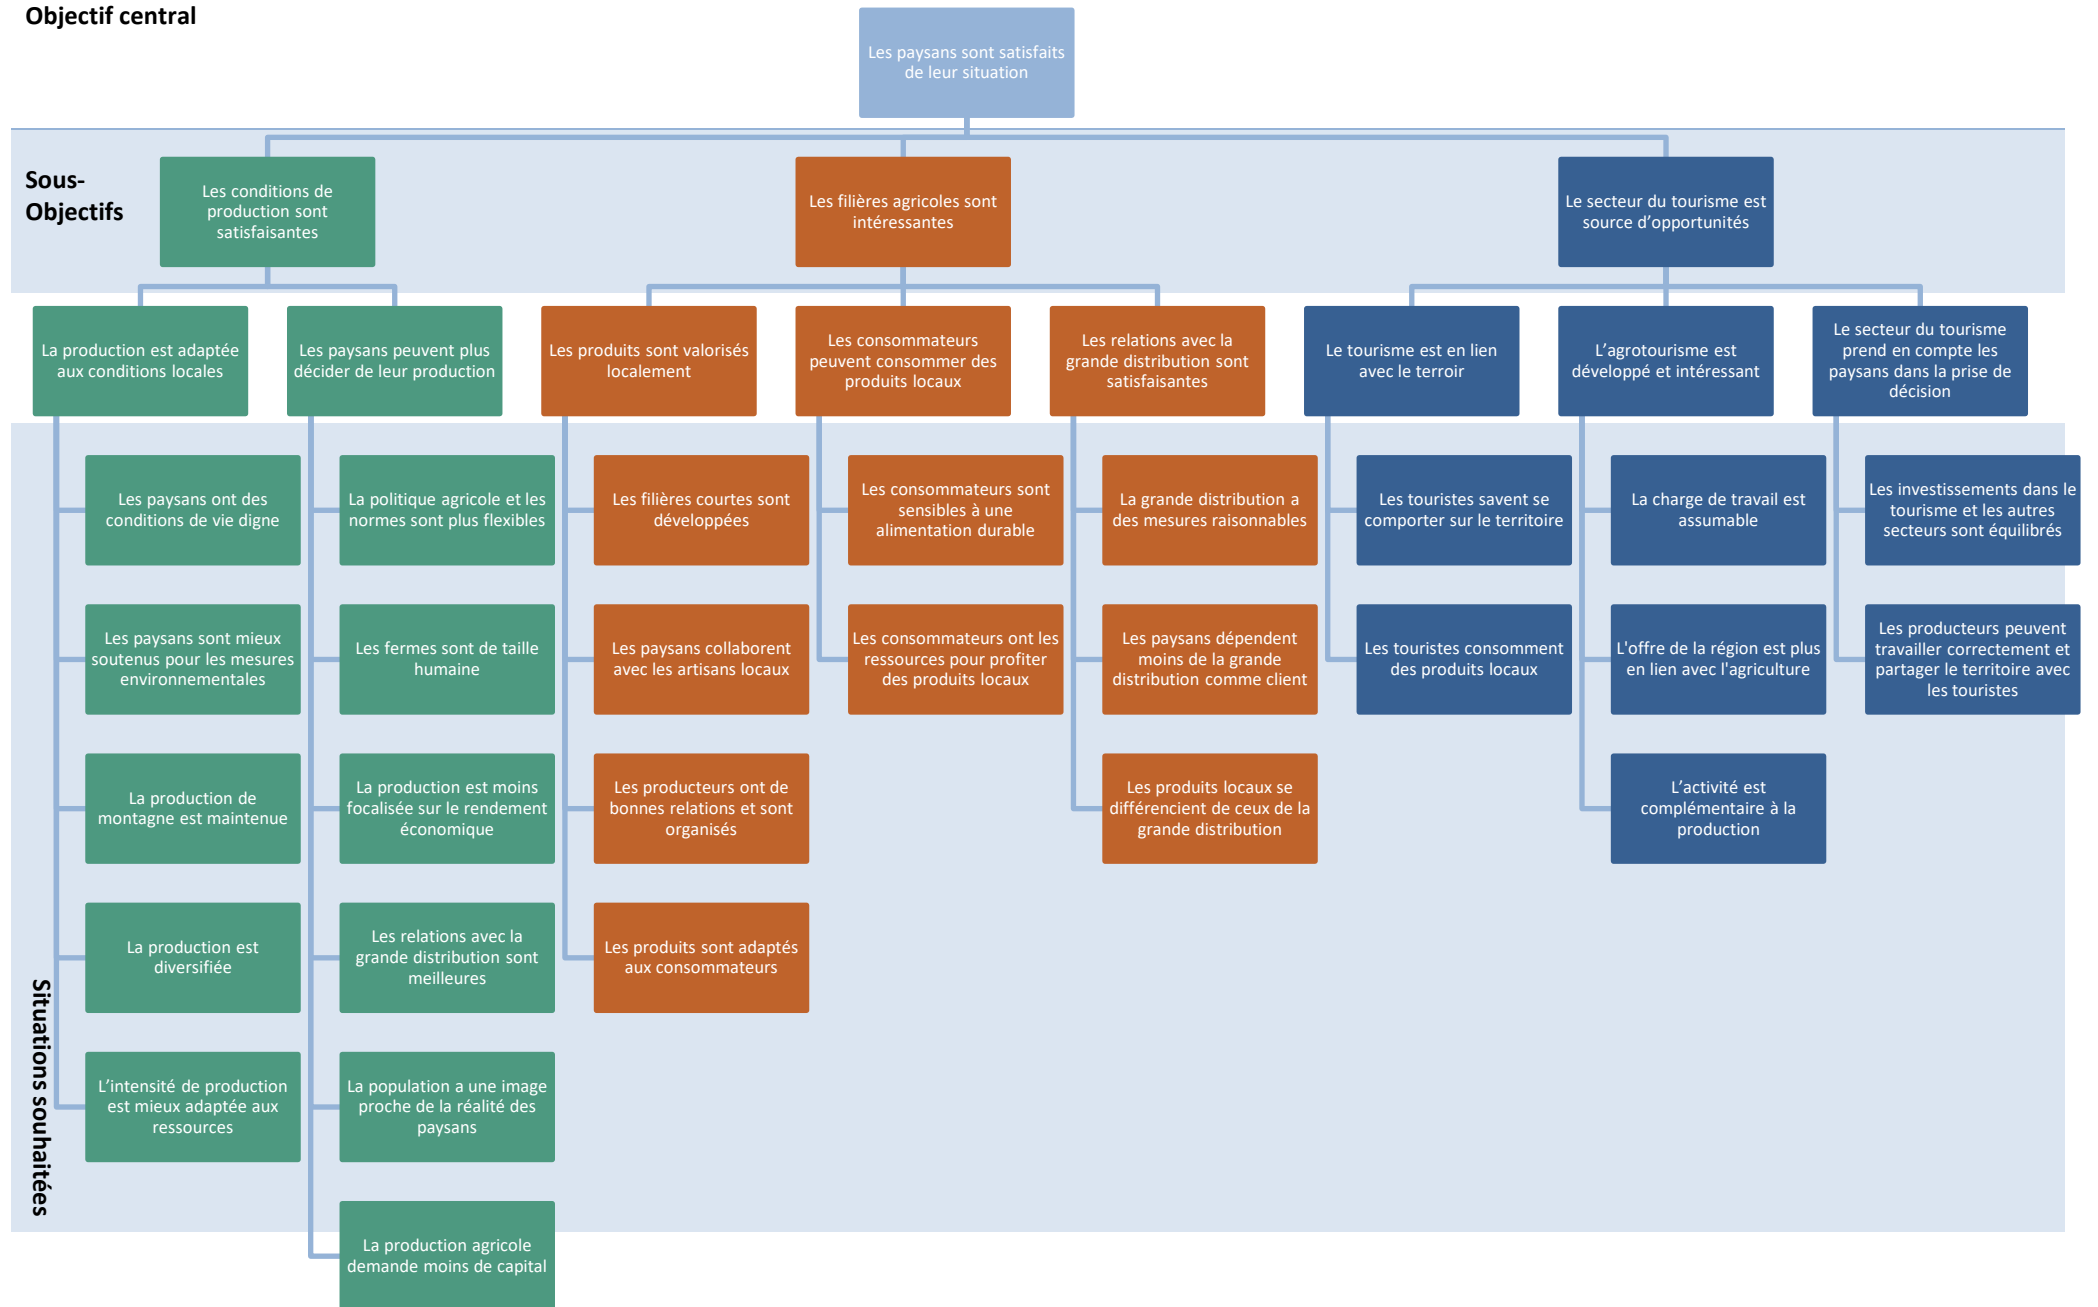 Objectif central
Les paysans sont satisfaits
de leur situation
Sous-
Objectifs
Les conditions de
production sont
satisfaisantes
Les filières agricoles sont
intéressantes
Le secteur du tourisme est
source d’opportunités
La production est adaptée
aux conditions locales
Les paysans peuvent plus
décider de leur production
Les produits sont valorisés
localement
Les consommateurs
peuvent consommer des
produits locaux
Les relations avec la
grande distribution sont
satisfaisantes
Le tourisme est en lien
avec le terroir
L’agrotourisme est
développé et intéressant
Le secteur du tourisme
prend en compte les
paysans dans la prise de
décision
Situations souhaitées
Les paysans ont des
conditions de vie digne
Les paysans sont mieux
soutenus pour les mesures
environnementales
La production de
montagne est maintenue
La production est
diversifiée
L’intensité de production
est mieux adaptée aux
ressources
La politique agricole et les
normes sont plus flexibles
Les fermes sont de taille
humaine
La production est moins
focalisée sur le rendement
économique
Les relations avec la
grande distribution sont
meilleures
La population a une image
proche de la réalité des
paysans
La production agricole
demande moins de capital
Les filières courtes sont
développées
Les paysans collaborent
avec les artisans locaux
Les producteurs ont de
bonnes relations et sont
organisés
Les produits sont adaptés
aux consommateurs
Les consommateurs sont
sensibles à une
alimentation durable
Les consommateurs ont les
ressources pour profiter
des produits locaux
La grande distribution a
des mesures raisonnables
Les paysans dépendent
moins de la grande
distribution comme client
Les produits locaux se
différencient de ceux de la
grande distribution
Les touristes savent se
comporter sur le territoire
Les touristes consomment
des produits locaux
La charge de travail est
assumable
L'offre de la région est plus
en lien avec l'agriculture
L’activité est
complémentaire à la
production
Les investissements dans le
tourisme et les autres
secteurs sont équilibrés
Les producteurs peuvent
travailler correctement et
partager le territoire avec
les touristes